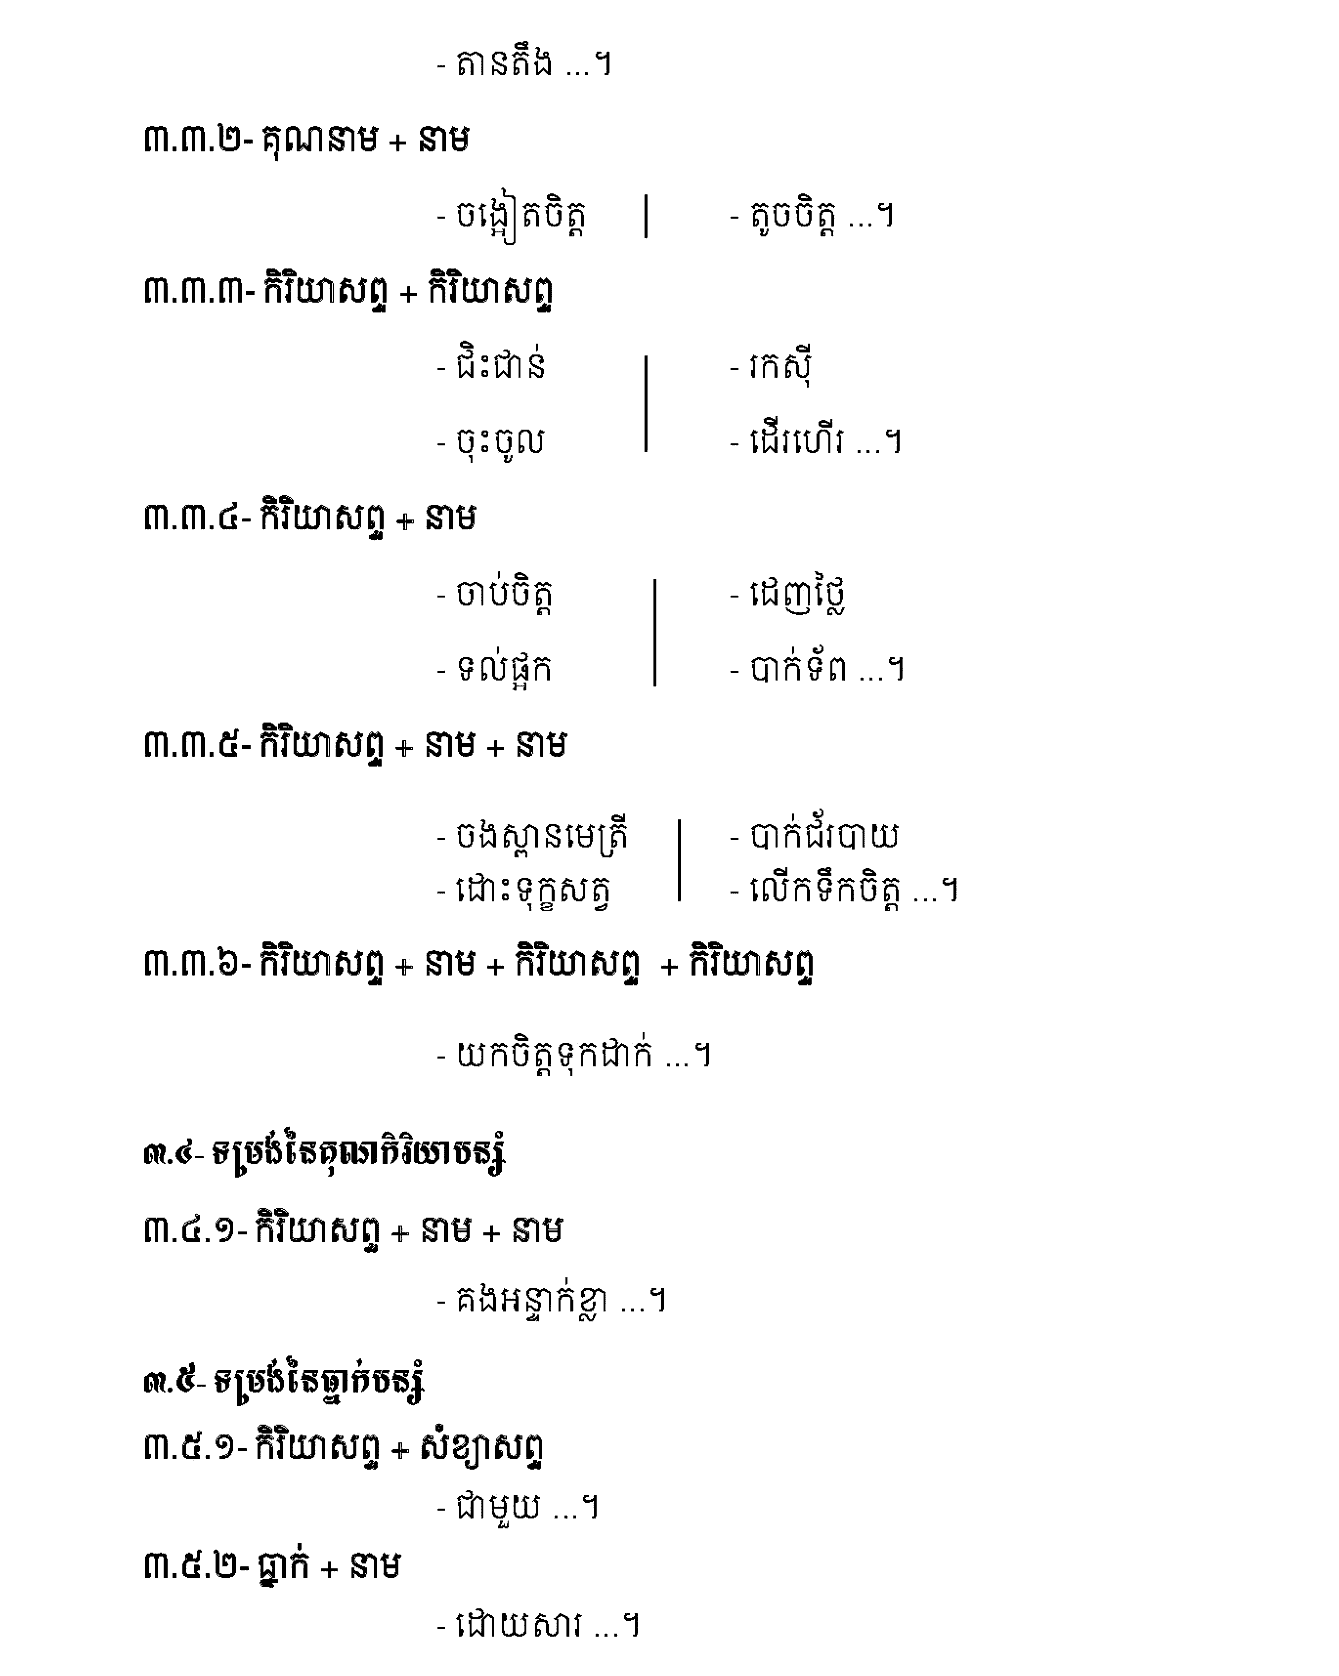 - តានតឹង ...។
៣.៣.២- គុណនាម + នាម
- ចង្អៀតចិត្ត | - តូចចិត្ត ...។
៣.៣.៣- កិរិយាសព្ទ + កិរិយាសព្ទ
- ជិះជាន់ | - រកស៊ី
- ចុះចូល | - ដើរហើរ ...។
៣.៣.៤- កិរិយាសព្ទ + នាម
- ចាប់ចិត្ត | - ដេញថ្លៃ
- ទល់ផ្អក | - បាក់ទ័ព ...។
៣.៣.៥- កិរិយាសព្ទ + នាម + នាម
- ចងស្ពានមេត្រី | - បាក់ជ័របាយ
- ដោះទុក្ខសត្វ | - លើកទឹកចិត្ត ...។
៣.៣.៦- កិរិយាសព្ទ + នាម + កិរិយាសព្ទ + កិរិយាសព្ទ
- យកចិត្តទុកដាក់ ...។
៣.៤- ទម្រង់នៃគុណកិរិយាបន្សំ
៣.៤.១- កិរិយាសព្ទ + នាម + នាម
- គងអន្ទាក់ខ្លា ...។
៣.៥- ទម្រង់នៃធ្នាក់បន្សំ
៣.៥.១- កិរិយាសព្ទ + សំខ្យាសព្ទ
- ជាមួយ ...។
៣.៥.២- ធ្នាក់ + នាម
- ដោយសារ ...។